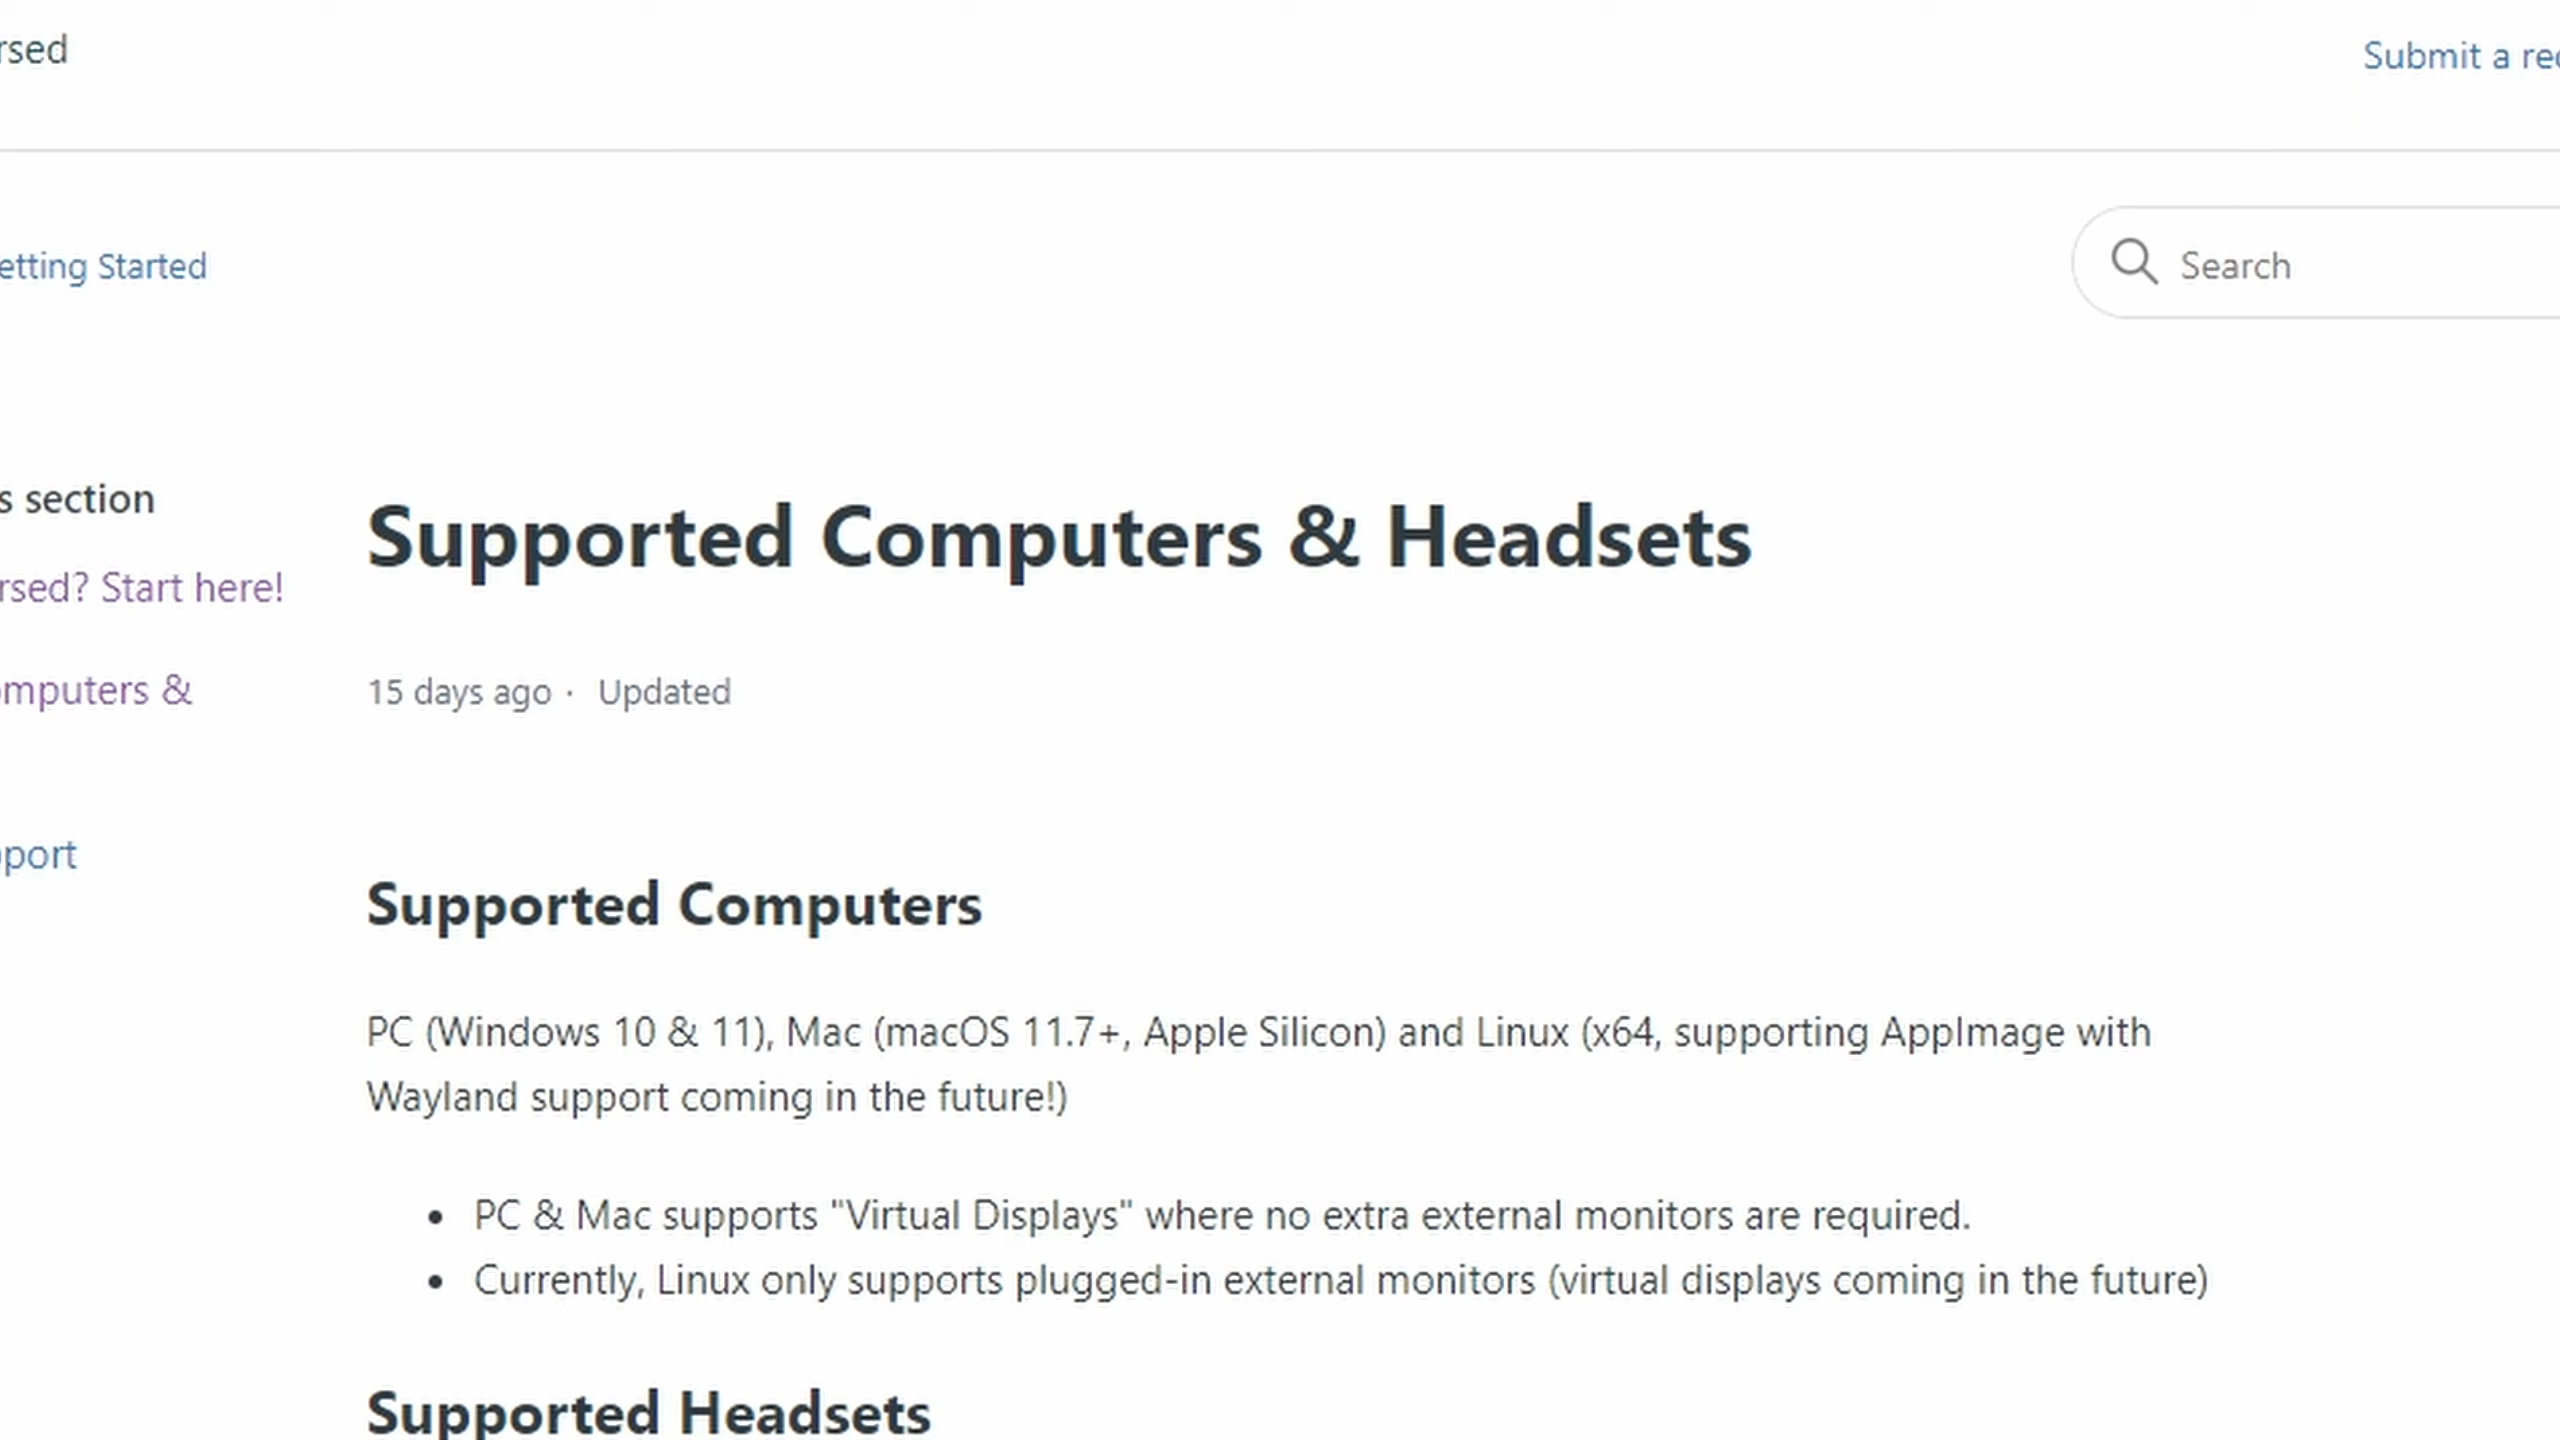 rsed
Submit a rec
etting Started
Search
s section
Supported Computers & Headsets
rsed? Start here!
omputers &
15 days ago · Updated
pport
Supported Computers
PC (Windows 10 & 11), Mac (macOS 11.7+, Apple Silicon) and Linux (x64, supporting AppImage with
Wayland support coming in the future!)
• PC & Mac supports "Virtual Displays" where no extra external monitors are required.
• Currently, Linux only supports plugged-in external monitors (virtual displays coming in the future)
Supported Headsets